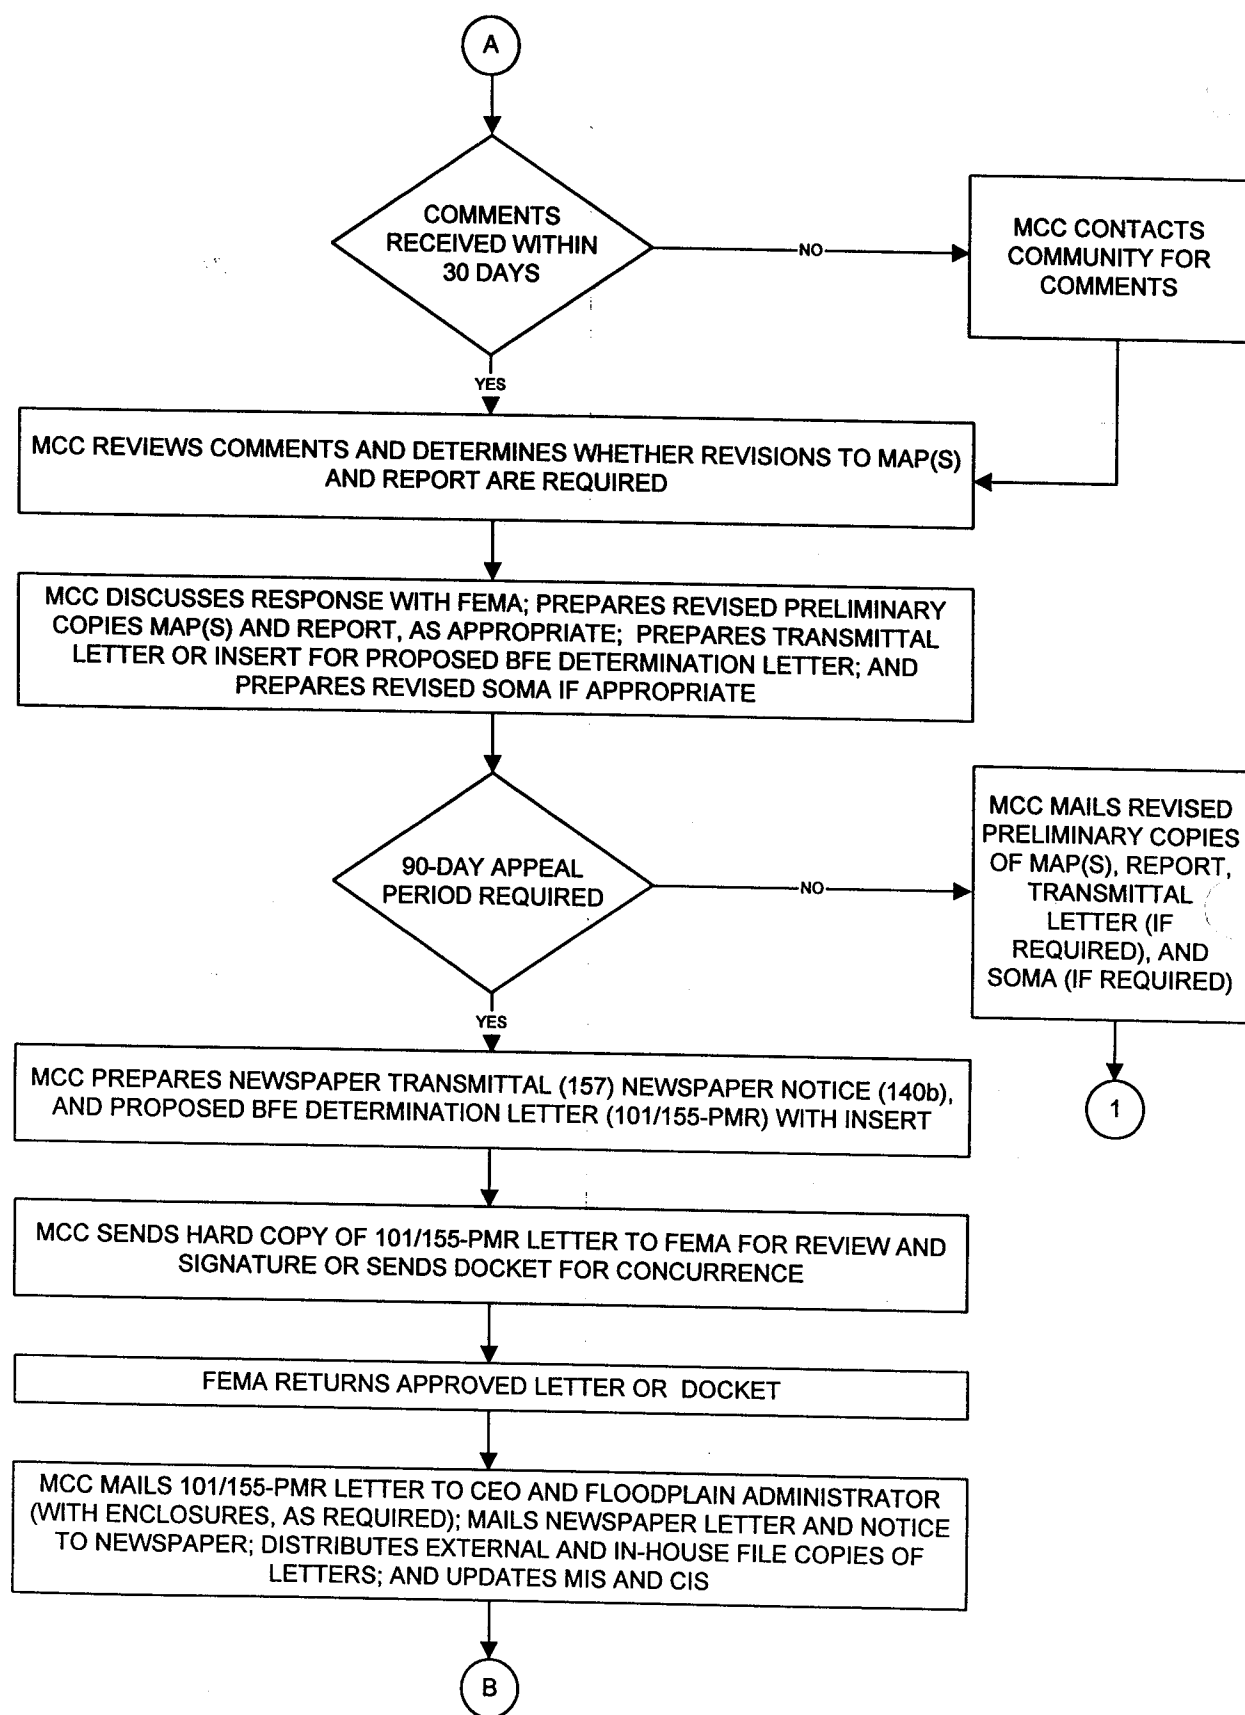 A
COMMENTS
RECEIVED WITHIN
30 DAYS
NO
MCC CONTACTS
COMMUNITY FOR
COMMENTS
YES
MCC REVIEWS COMMENTS AND DETERMINES WHETHER REVISIONS TO MAP(S)
AND REPORT ARE REQUIRED
MCC DISCUSSES RESPONSE WITH FEMA; PREPARES REVISED PRELIMINARY
COPIES MAP(S) AND REPORT, AS APPROPRIATE; PREPARES TRANSMITTAL
LETTER OR INSERT FOR PROPOSED BFE DETERMINATION LETTER; AND
PREPARES REVISED SOMA IF APPROPRIATE
90-DAY APPEAL
PERIOD REQUIRED
NO
MCC MAILS REVISED
PRELIMINARY COPIES
OF MAP(S), REPORT,
TRANSMITTAL
LETTER (IF
REQUIRED), AND
SOMA (IF REQUIRED)
1
YES
MCC PREPARES NEWSPAPER TRANSMITTAL (157) NEWSPAPER NOTICE (140b),
AND PROPOSED BFE DETERMINATION LETTER (101/155-PMR) WITH INSERT
MCC SENDS HARD COPY OF 101/155-PMR LETTER TO FEMA FOR REVIEW AND
SIGNATURE OR SENDS DOCKET FOR CONCURRENCE
FEMA RETURNS APPROVED LETTER OR DOCKET
MCC MAILS 101/155-PMR LETTER TO CEO AND FLOODPLAIN ADMINISTRATOR
(WITH ENCLOSURES, AS REQUIRED); MAILS NEWSPAPER LETTER AND NOTICE
TO NEWSPAPER; DISTRIBUTES EXTERNAL AND IN-HOUSE FILE COPIES OF
LETTERS; AND UPDATES MIS AND CIS
B